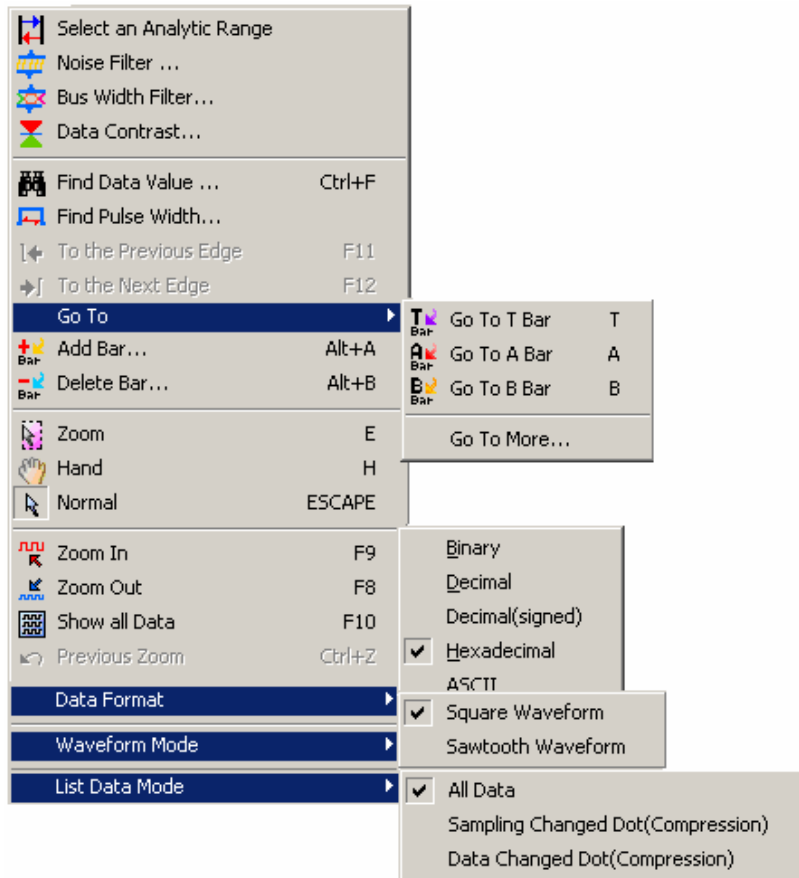 Select an Analytic Range
Noise Filter ...
Bus Width Filter...
Data Contrast...
Find Data Value ... Ctrl+F
Find Pulse Width...
To the Previous Edge F11
To the Next Edge F12
Go To
T Bar Go To T Bar T
A Bar Go To A Bar A
B Bar Go To B Bar B
Go To More...
Bar Add Bar... Alt+A
Bar Delete Bar... Alt+B
Zoom E
Hand H
Normal ESCAPE
Zoom In F9
Zoom Out F8
Show all Data F10
Previous Zoom Ctrl+Z
Data Format
Binary
Decimal
Decimal(signed)
Hexadecimal
ASCII
Waveform Mode
Square Waveform
Sawtooth Waveform
List Data Mode
All Data
Sampling Changed Dot(Compression)
Data Changed Dot(Compression)